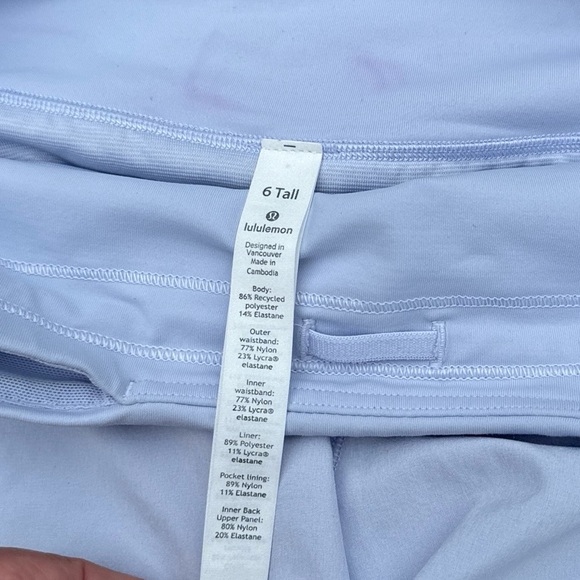 6 Tall
lululemon
Designed in
Vancouver
Made in
Cambodia
Body:
86% Recycled
polyester
14% Elastane
Outer
waistband:
77% Nylon
23% Lycra®
elastane
Inner
waistband:
77% Nylon
23% Lycra®
elastane
Liner:
89% Polyester
11% Lycra®
elastane
Pocket lining:
89% Nylon
11% Elastane
Inner Back
Upper Panel:
80% Nylon
20% Elastane